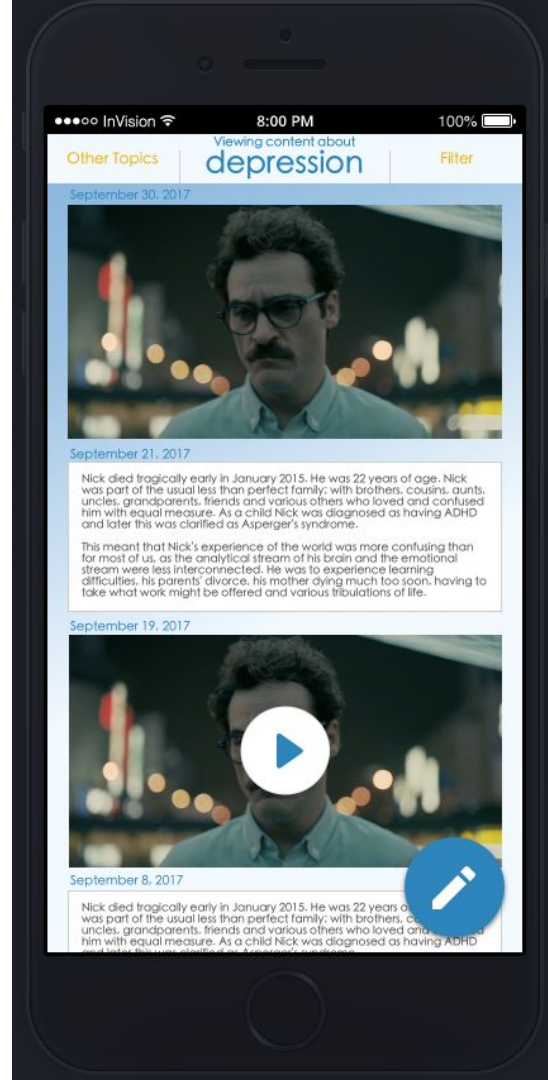 InVision 8:00 PM 100%
Viewing content about
Other Topics depression Filter
September 30, 2017
September 21, 2017
Nick died tragically early in January 2015. He was 22 years of age. Nick
was part of the usual less than perfect family; with brothers, cousins, aunts,
uncles, grandparents, friends and various others who loved and confused
him with equal measure. As a child Nick was diagnosed as having ADHD
and later this was clarified as Asperger's syndrome.
This meant that Nick's experience of the world was more confusing than
for most of us, as the analytical stream of his brain and the emotional
stream were less interconnected. He was to experience learning
difficulties, his parents' divorce, his mother dying much too soon, having to
take what work might be offered and various tribulations of life.
September 19, 2017
September 8, 2017
Nick died tragically early in January 2015. He was 22 years
was part of the usual less than perfect family; with brothers,
uncles, grandparents, friends and various others who loved and
him with equal measure. As a child Nick was diagnosed as having ADHD
and later this was clarified as Asperger's syndrome.